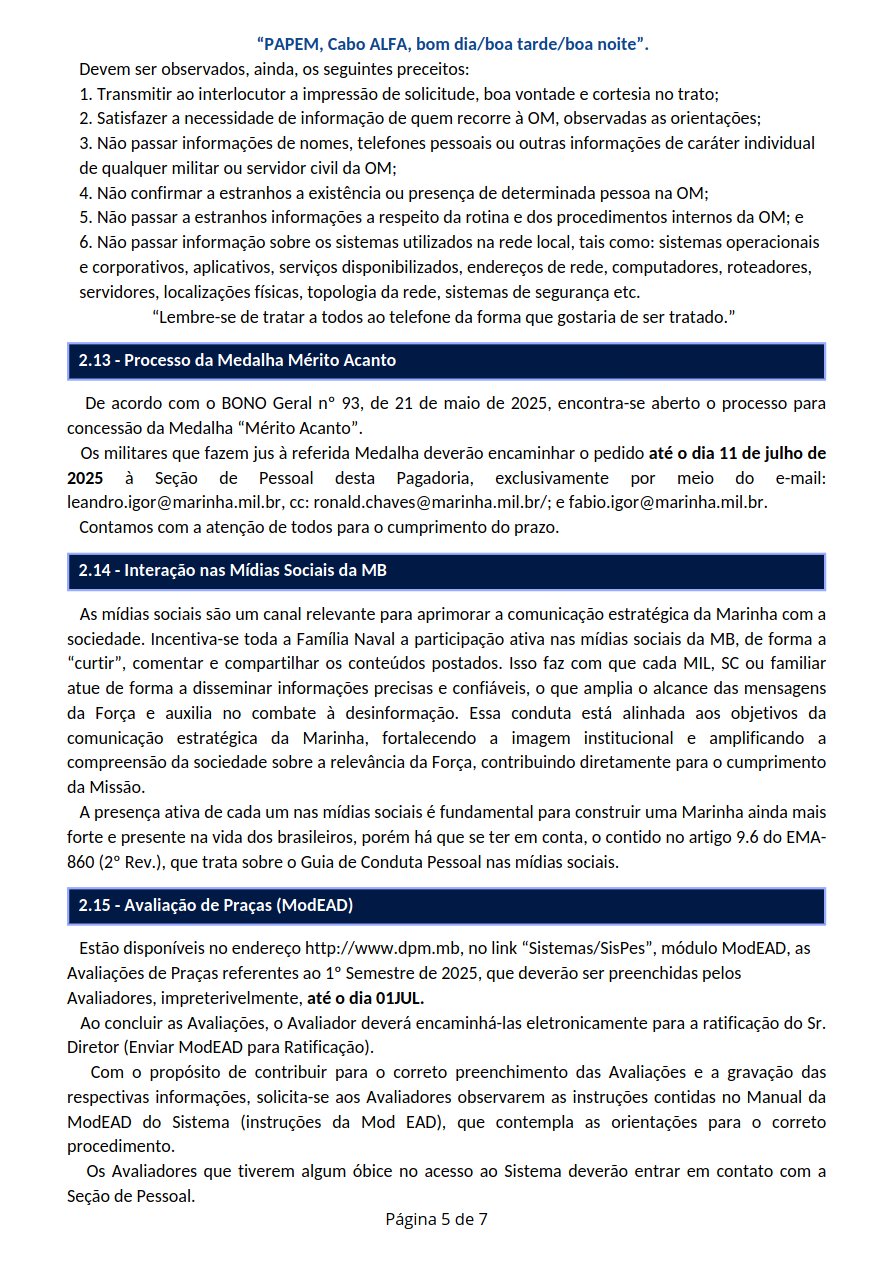 “PAPEM, Cabo ALFA, bom dia/boa tarde/boa noite”.
Devem ser observados, ainda, os seguintes preceitos:
1. Transmitir ao interlocutor a impressão de solicitude, boa vontade e cortesia no trato;
2. Satisfazer a necessidade de informação de quem recorre à OM, observadas as orientações;
3. Não passar informações de nomes, telefones pessoais ou outras informações de caráter individual
de qualquer militar ou servidor civil da OM;
4. Não confirmar a estranhos a existência ou presença de determinada pessoa na OM;
5. Não passar a estranhos informações a respeito da rotina e dos procedimentos internos da OM; e
6. Não passar informação sobre os sistemas utilizados na rede local, tais como: sistemas operacionais
e corporativos, aplicativos, serviços disponibilizados, endereços de rede, computadores, roteadores,
servidores, localizações físicas, topologia da rede, sistemas de segurança etc.
“Lembre-se de tratar a todos ao telefone da forma que gostaria de ser tratado.”
2.13 - Processo da Medalha Mérito Acanto
De acordo com o BONO Geral nº 93, de 21 de maio de 2025, encontra-se aberto o processo para
concessão da Medalha “Mérito Acanto”.
Os militares que fazem jus à referida Medalha deverão encaminhar o pedido até o dia 11 de julho de
2025 à Seção de Pessoal desta Pagadoria, exclusivamente por meio do e-mail:
leandro.igor@marinha.mil.br, cc: ronald.chaves@marinha.mil.br/; e fabio.igor@marinha.mil.br.
Contamos com a atenção de todos para o cumprimento do prazo.
2.14 - Interação nas Mídias Sociais da MB
As mídias sociais são um canal relevante para aprimorar a comunicação estratégica da Marinha com a
sociedade. Incentiva-se toda a Família Naval a participação ativa nas mídias sociais da MB, de forma a
“curtir”, comentar e compartilhar os conteúdos postados. Isso faz com que cada MIL, SC ou familiar
atue de forma a disseminar informações precisas e confiáveis, o que amplia o alcance das mensagens
da Força e auxilia no combate à desinformação. Essa conduta está alinhada aos objetivos da
comunicação estratégica da Marinha, fortalecendo a imagem institucional e amplificando a
compreensão da sociedade sobre a relevância da Força, contribuindo diretamente para o cumprimento
da Missão.
A presença ativa de cada um nas mídias sociais é fundamental para construir uma Marinha ainda mais
forte e presente na vida dos brasileiros, porém há que se ter em conta, o contido no artigo 9.6 do EMA-
860 (2º Rev.), que trata sobre o Guia de Conduta Pessoal nas mídias sociais.
2.15 - Avaliação de Praças (ModEAD)
Estão disponíveis no endereço http://www.dpm.mb, no link “Sistemas/SisPes”, módulo ModEAD, as
Avaliações de Praças referentes ao 1º Semestre de 2025, que deverão ser preenchidas pelos
Avaliadores, impreterivelmente, até o dia 01JUL.
Ao concluir as Avaliações, o Avaliador deverá encaminhá-las eletronicamente para a ratificação do Sr.
Diretor (Enviar ModEAD para Ratificação).
Com o propósito de contribuir para o correto preenchimento das Avaliações e a gravação das
respectivas informações, solicita-se aos Avaliadores observarem as instruções contidas no Manual da
ModEAD do Sistema (instruções da Mod EAD), que contempla as orientações para o correto
procedimento.
Os Avaliadores que tiverem algum óbice no acesso ao Sistema deverão entrar em contato com a
Seção de Pessoal.
Página 5 de 7